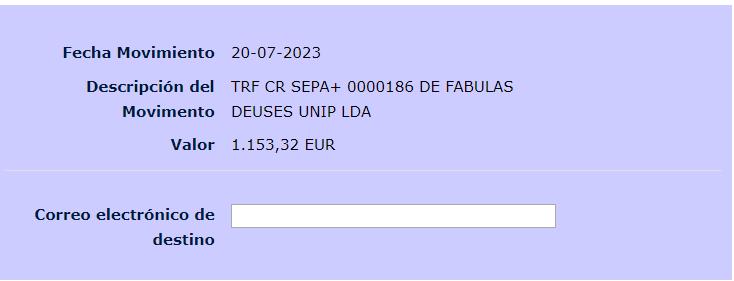 Fecha Movimiento 20-07-2023
Descripción del TRF CR SEPA+ 0000186 DE FABULAS
Movimento DEUSES UNIP LDA
Valor 1.153,32 EUR
Correo electrónico de
destino